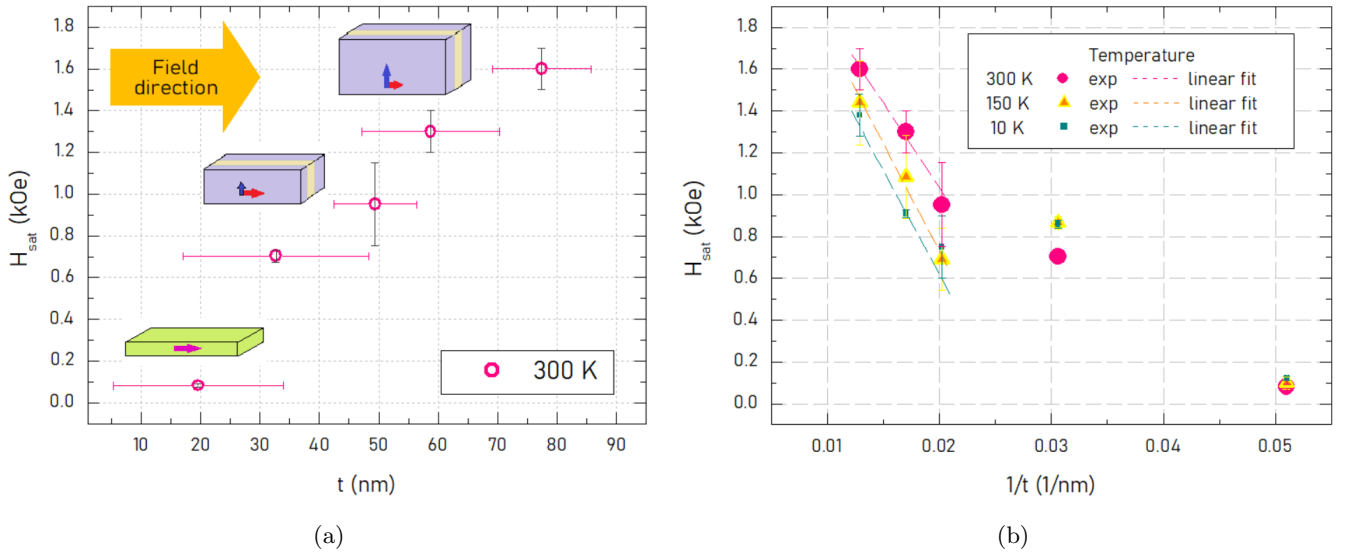 Field
direction
H_sat (kOe)
1.8
1.6
1.4
1.2
1.0
0.8
0.6
0.4
0.2
0.0
300 K
10 20 30 40 50 60 70 80 90
t (nm)
(a)
H_sat (kOe)
1.8
1.6
1.4
1.2
1.0
0.8
0.6
0.4
0.2
0.0
Temperature
300 K exp linear fit
150 K exp linear fit
10 K exp linear fit
0.01 0.02 0.03 0.04 0.05
1/t (1/nm)
(b)